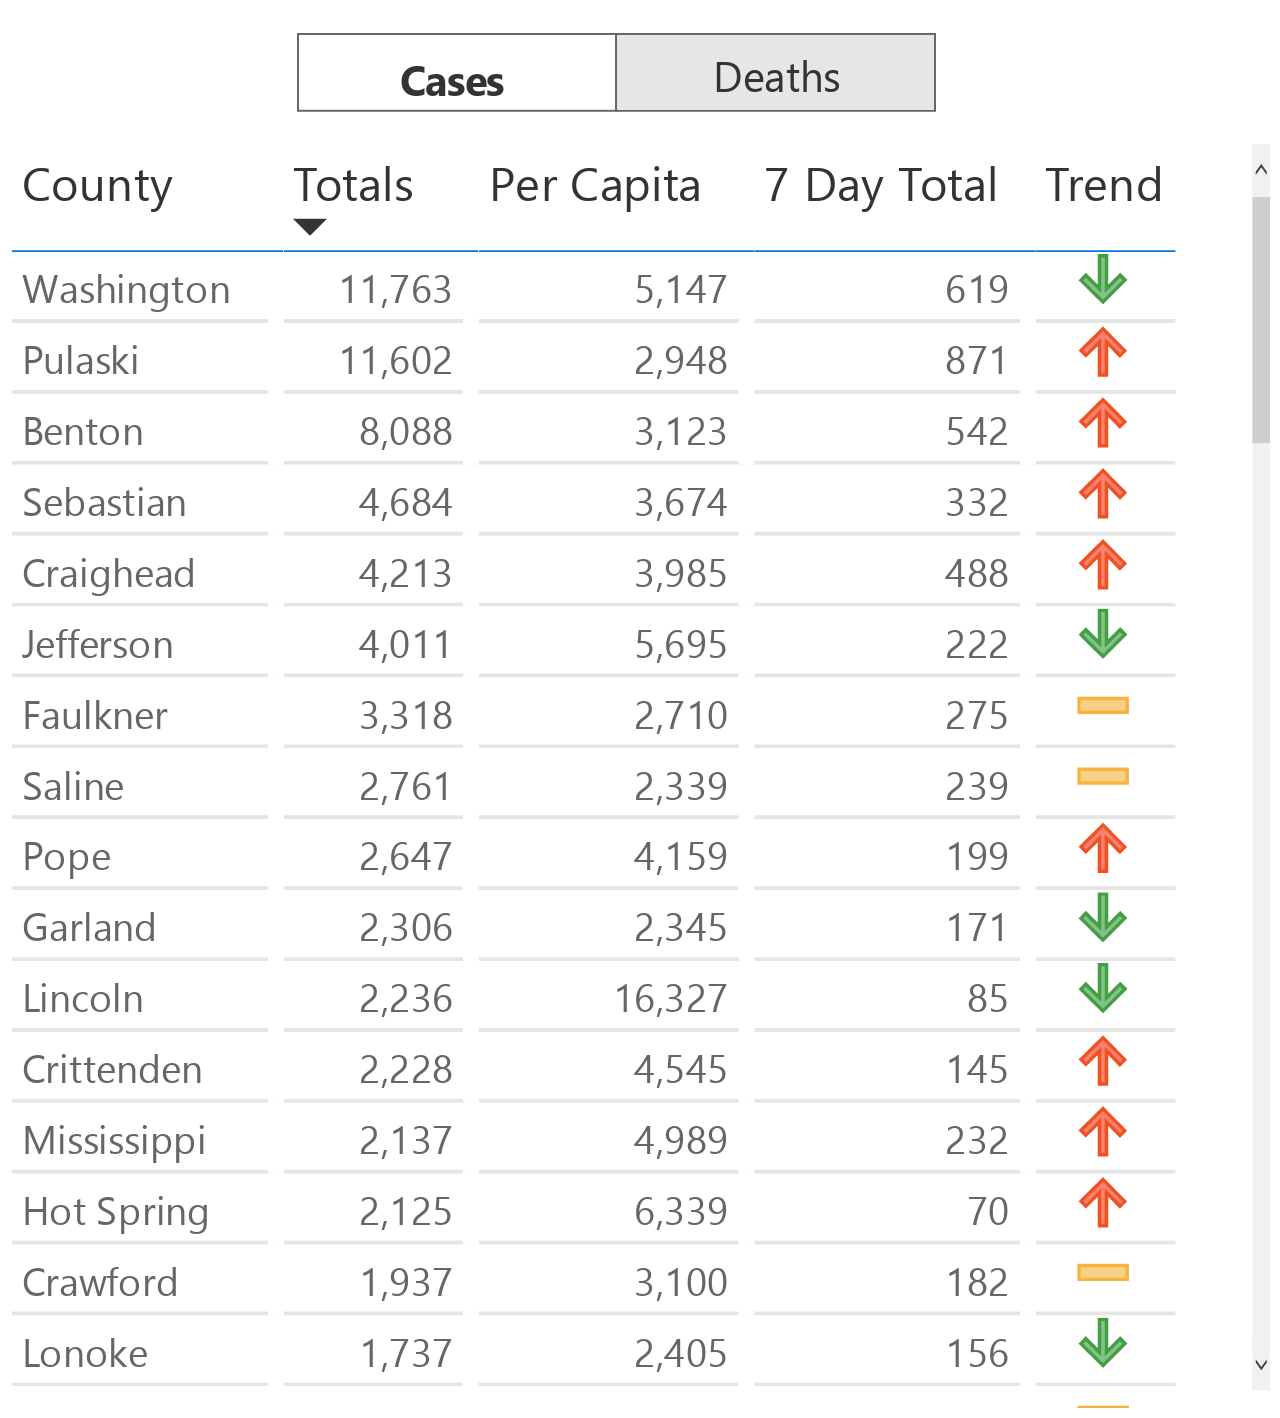 Cases Deaths
County Totals Per Capita 7 Day Total Trend
Washington 11,763 5,147 619
Pulaski 11,602 2,948 871
Benton 8,088 3,123 542
Sebastian 4,684 3,674 332
Craighead 4,213 3,985 488
Jefferson 4,011 5,695 222
Faulkner 3,318 2,710 275
Saline 2,761 2,339 239
Pope 2,647 4,159 199
Garland 2,306 2,345 171
Lincoln 2,236 16,327 85
Crittenden 2,228 4,545 145
Mississippi 2,137 4,989 232
Hot Spring 2,125 6,339 70
Crawford 1,937 3,100 182
Lonoke 1,737 2,405 156